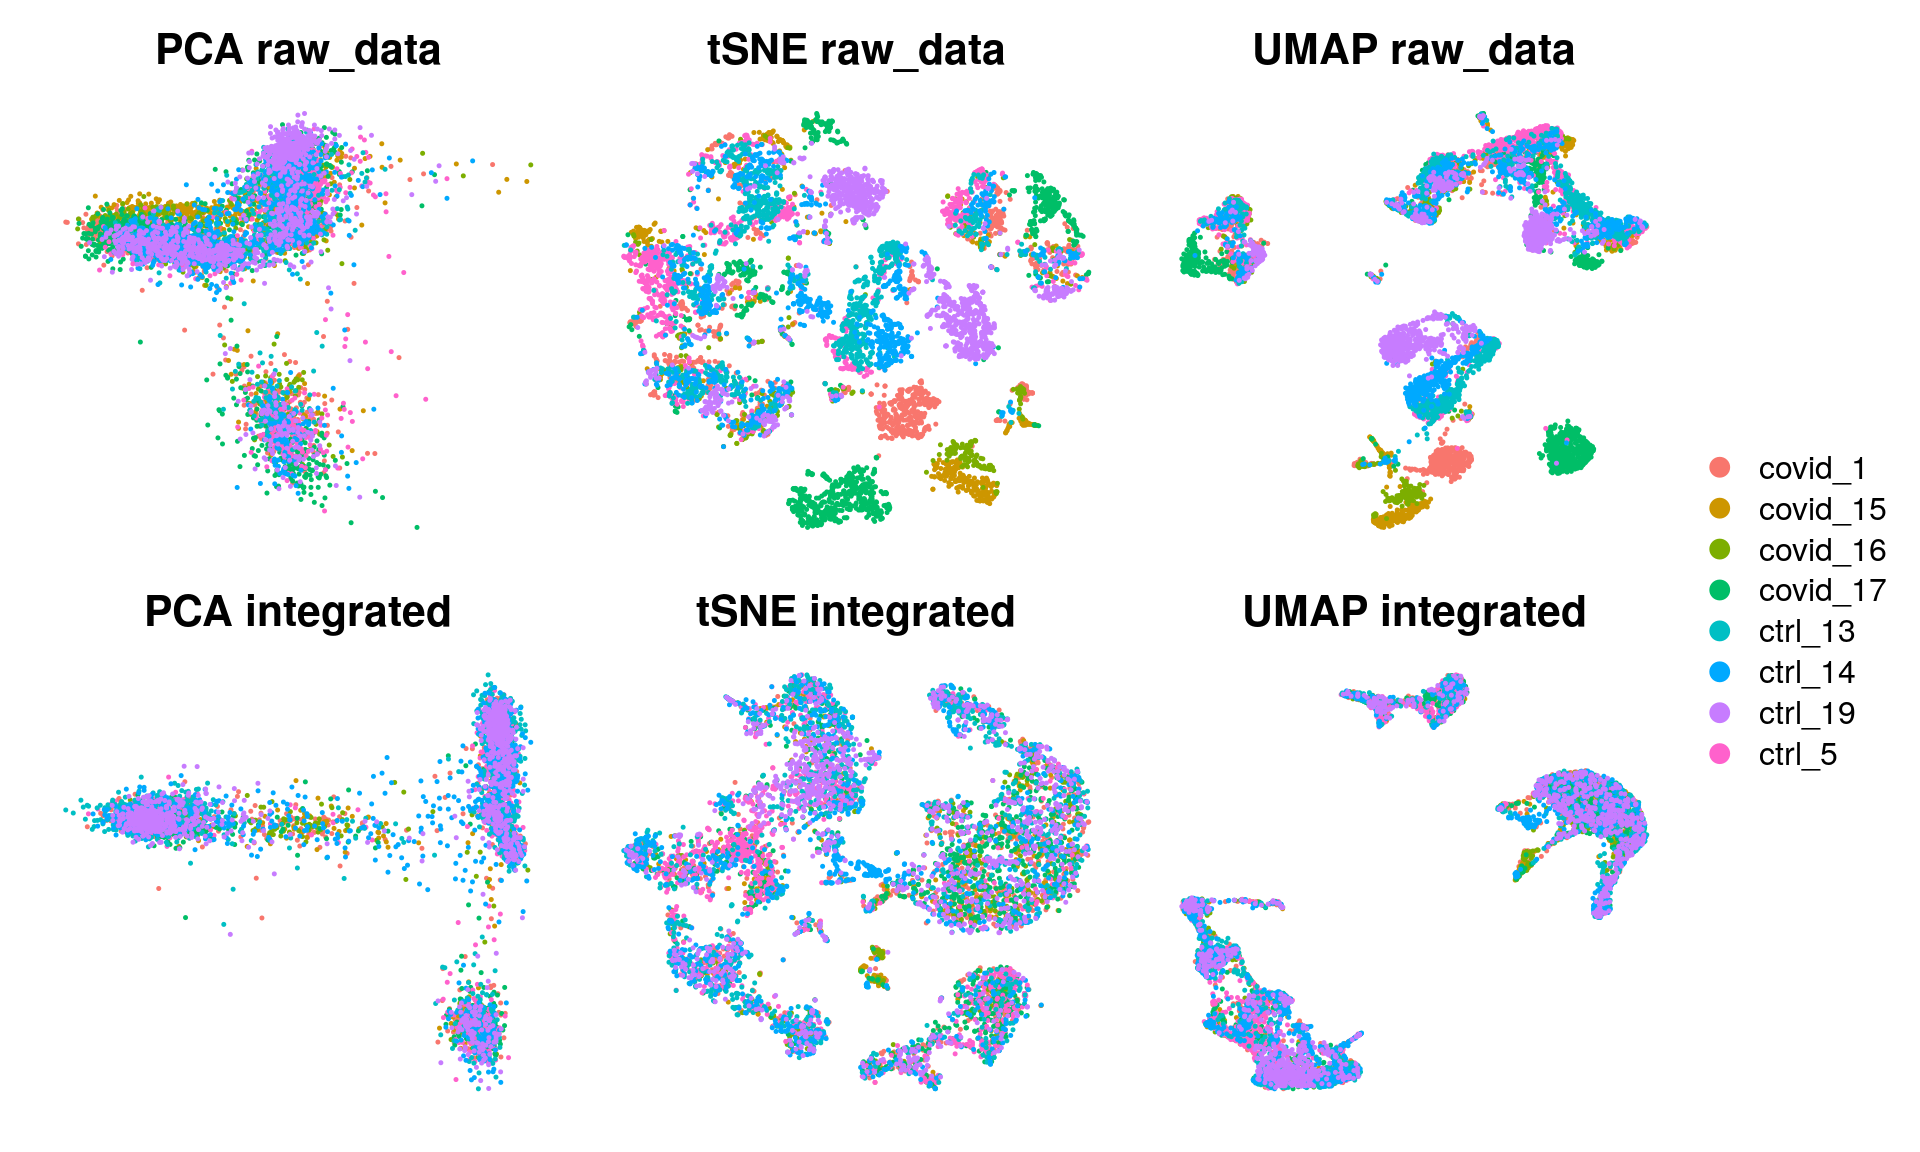 PCA raw_data
tSNE raw_data
UMAP raw_data
covid_1
covid_15
covid_16
covid_17
ctrl_13
ctrl_14
ctrl_19
ctrl_5
PCA integrated
tSNE integrated
UMAP integrated